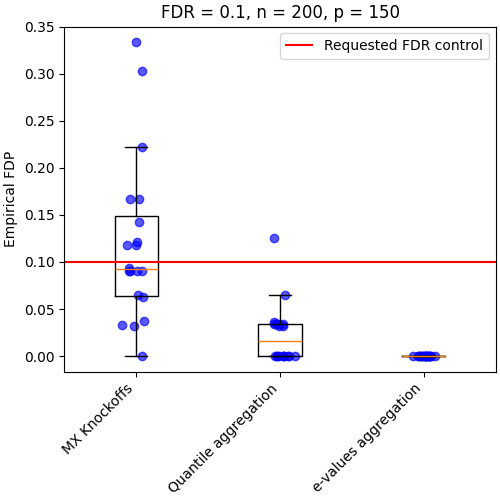 FDR = 0.1, n = 200, p = 150
Requested FDR control
Empirical FDP
0.35
0.30
0.25
0.20
0.15
0.10
0.05
0.00
MX Knockoffs
Quantile aggregation
e-values aggregation